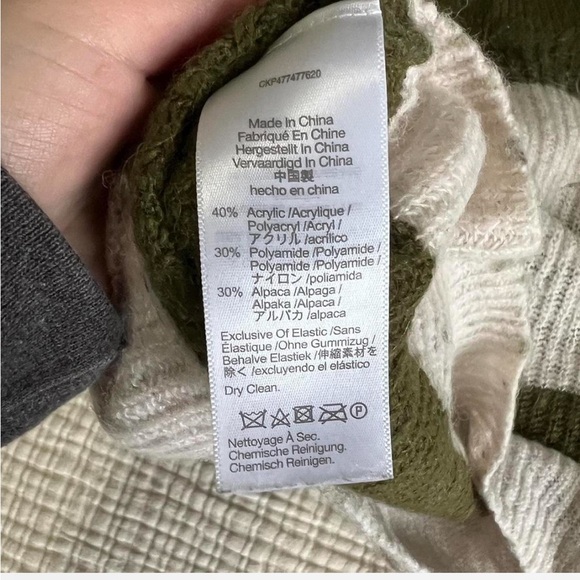 CKP477477620
Made In China
Fabriqué En Chine
Hergestellt In China
Vervaardigd In China
中国製
hecho en china
40% Acrylic /Acrylique /
Polyacryl /Acryl /
アクリル /acrílico
30% Polyamide /Polyamide /
Polyamide /Polyamide /
ナイロン /poliamida
30% Alpaca /Alpaga /
Alpaka /Alpaca /
アルパカ /alpaca
Exclusive Of Elastic /Sans
Élastique /Ohne Gummizug /
Behalve Elastiek /伸縮素材を
除く /excluyendo el elástico
Dry Clean.
P
Nettoyage À Sec.
Chemische Reinigung.
Chemisch Reinigen.